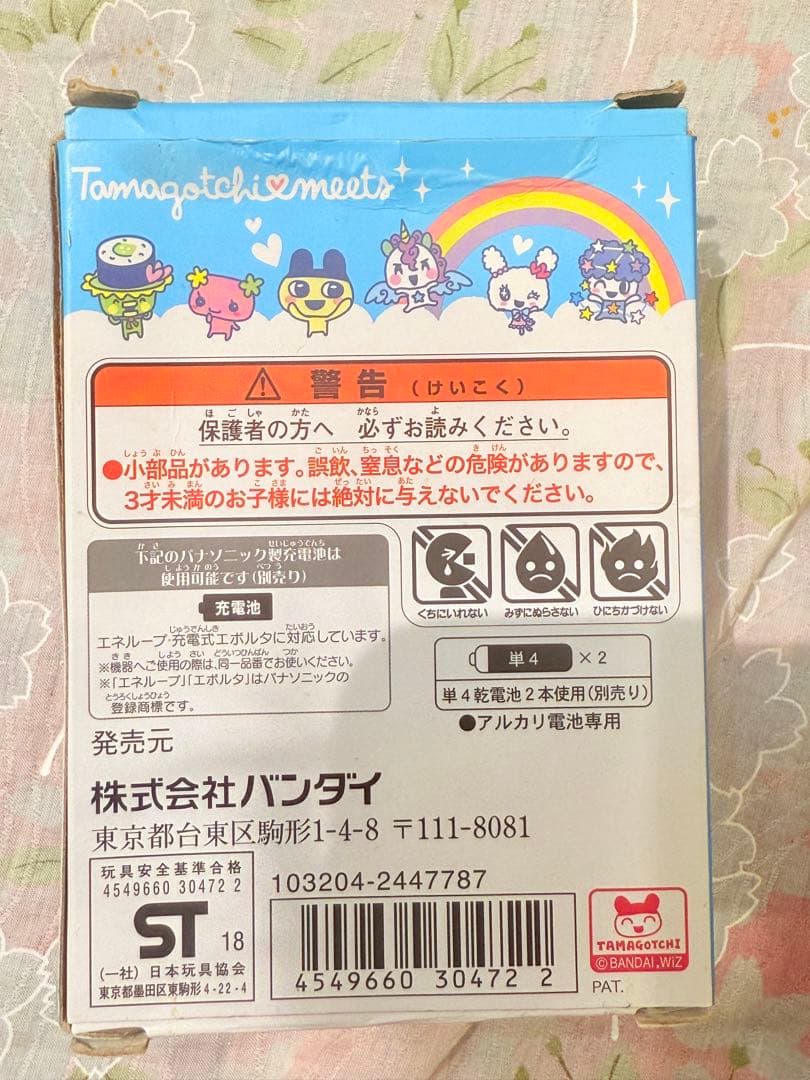 Tamagotchi♥meets
警告（けいこく）
保護者の方へ 必ずお読みください。
●小部品があります。誤飲、窒息などの危険がありますので、
3才未満のお子様には絶対に与えないでください。
下記のパナソニック製充電池は
使用可能です(別売り)
充電池
エネループ・充電式エボルタに対応しています。
※機器へご使用の際は、同一品番でお使いください。
※「エネループ」「エボルタ」はパナソニックの
登録商標です。
くちにいれない
みずにぬらさない
ひにちかづけない
単4 ×2
単4乾電池2本使用(別売り)
●アルカリ電池専用
発売元
株式会社バンダイ
東京都台東区駒形1-4-8 〒111-8081
玩具安全基準合格
4549660 30472 2
ST 18
(一社)日本玩具協会
東京都墨田区東駒形4-22-4
103204-2447787
4549660 30472 2
TAMAGOTCHI
©BANDAI,WiZ
PAT.